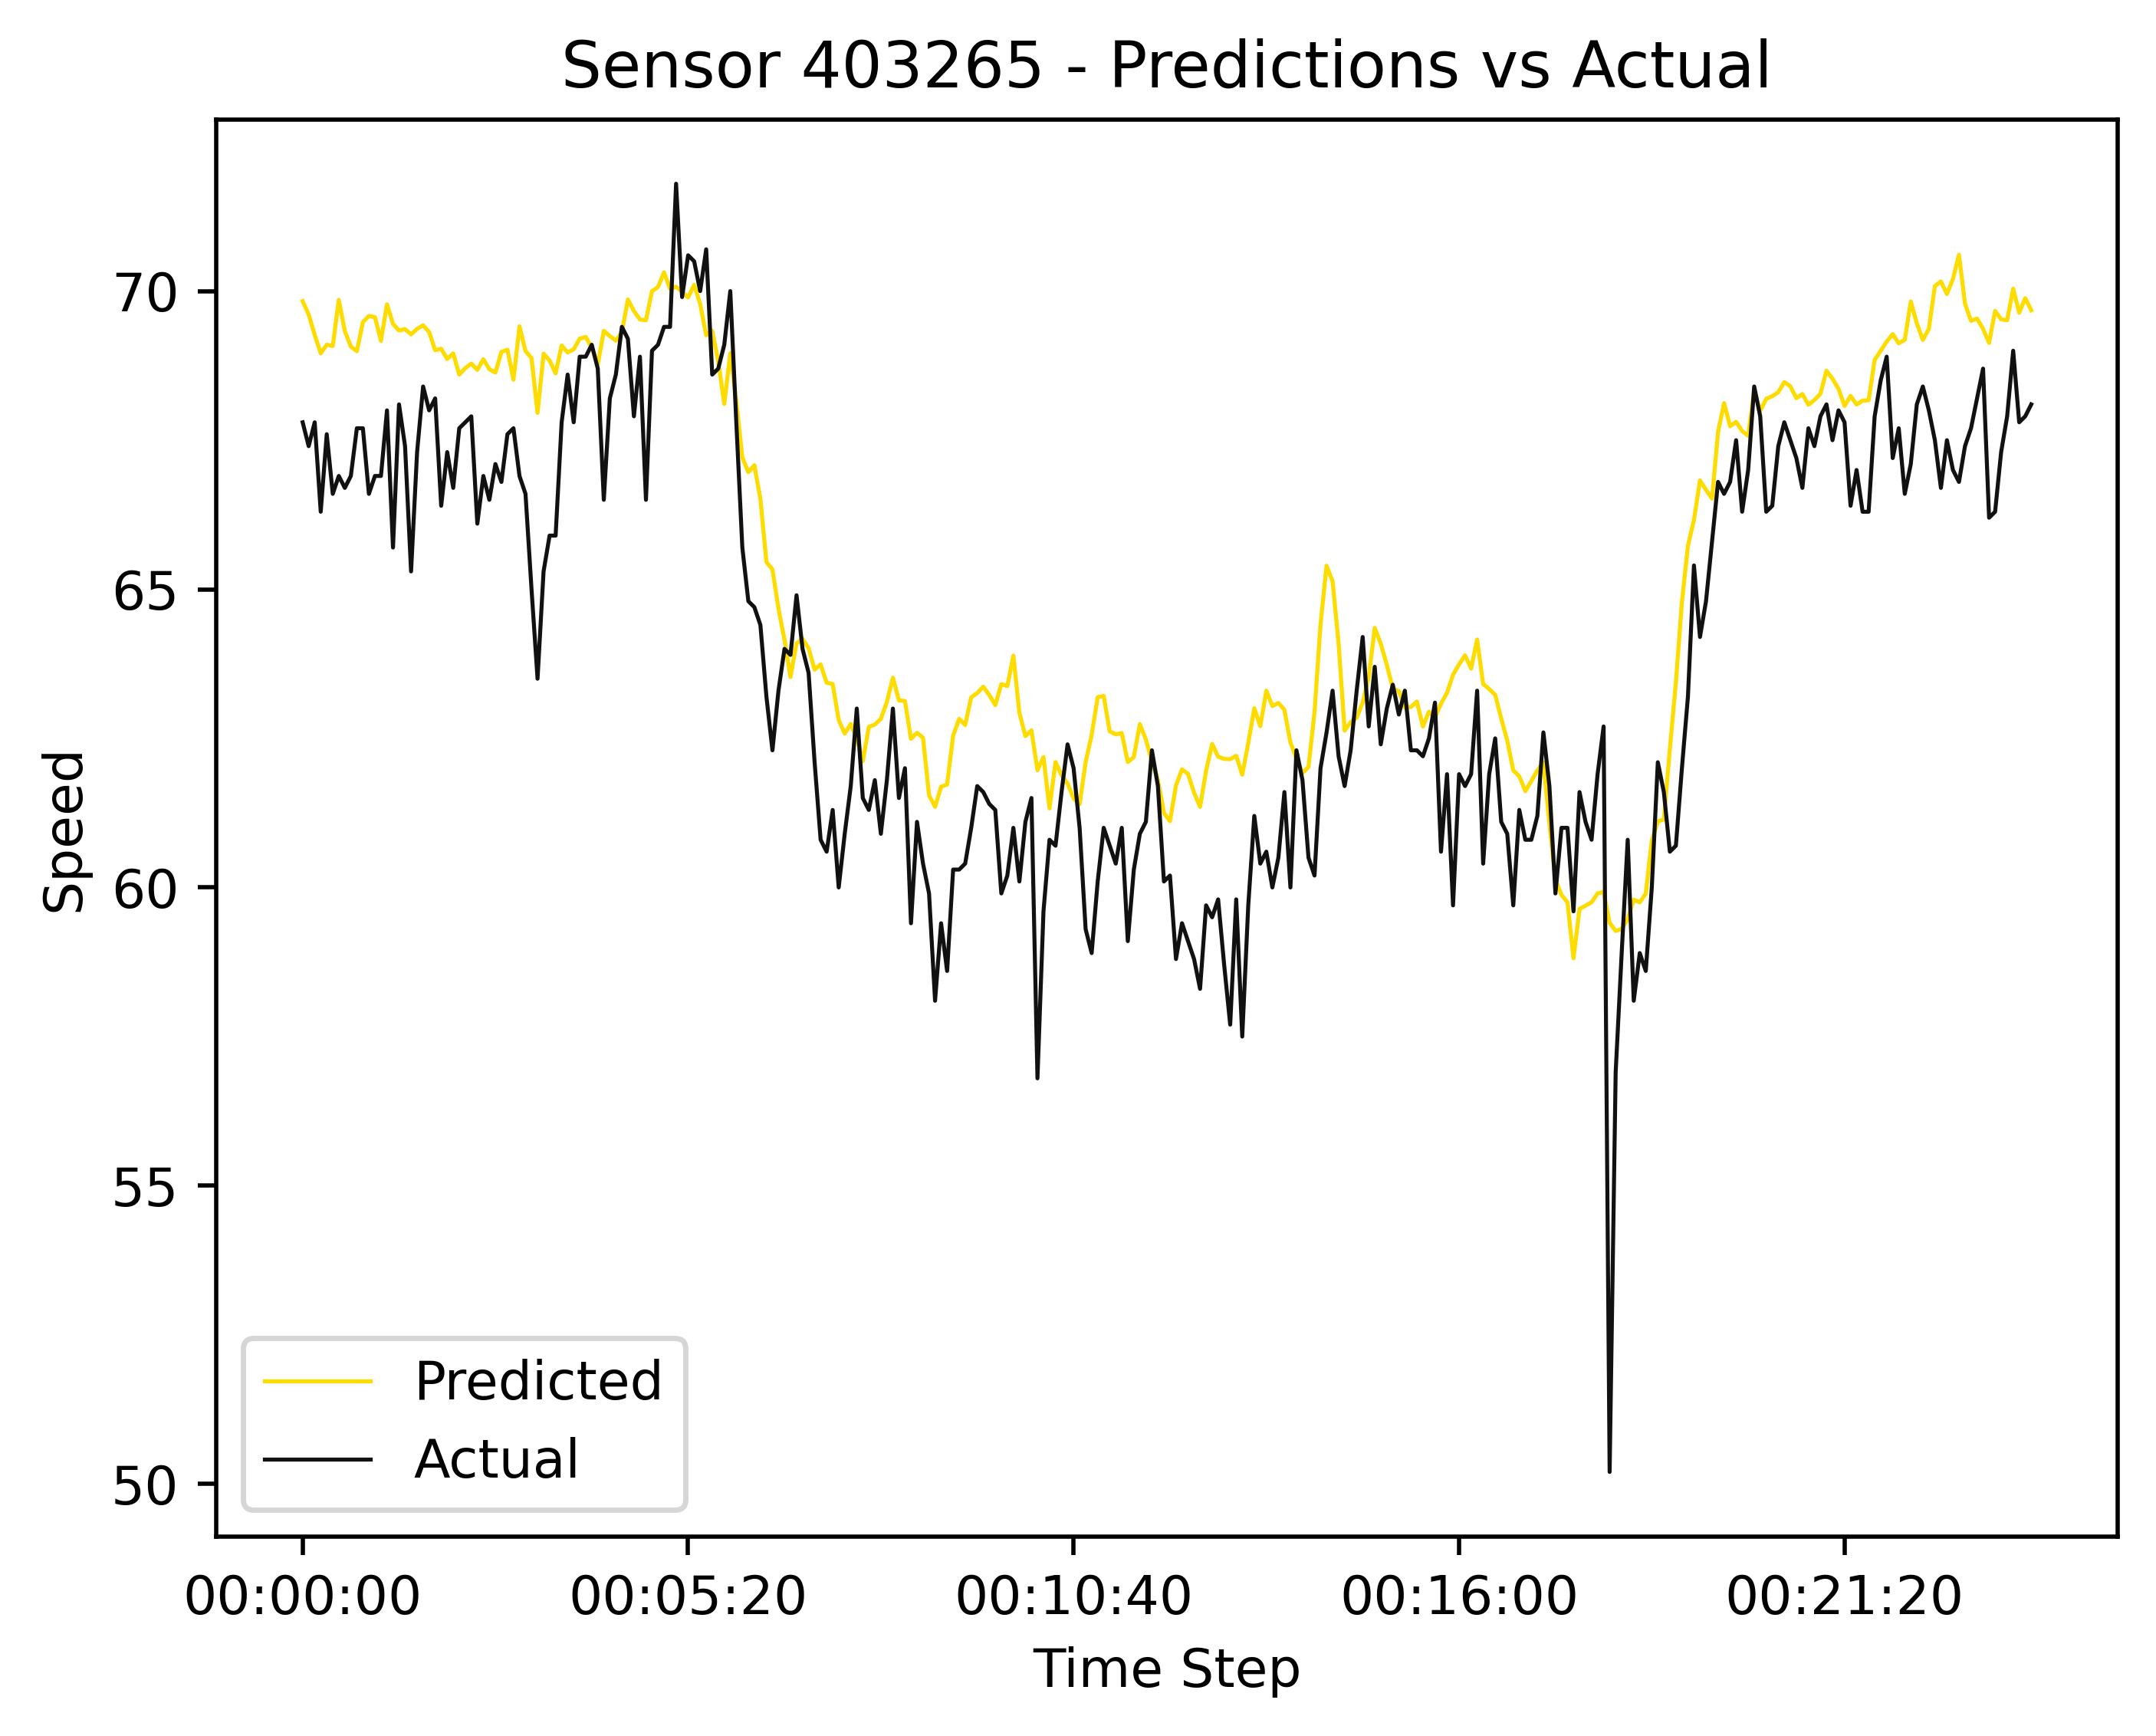 Sensor 403265 - Predictions vs Actual
70
65
60
55
50
Speed
Predicted
Actual
00:00:00 00:05:20 00:10:40 00:16:00 00:21:20
Time Step